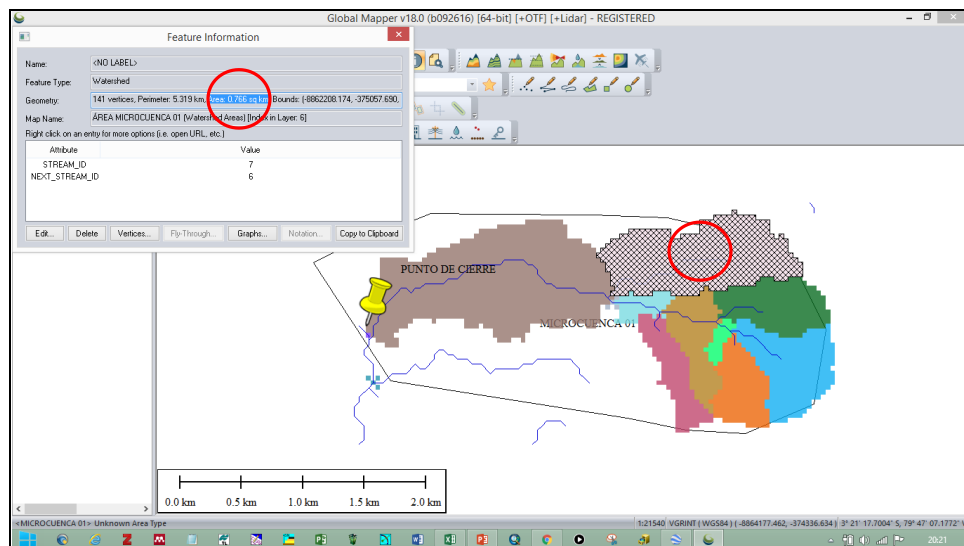 Global Mapper v18.0 (b092616) [64-bit] [+OTF] [+Lidar] - REGISTERED
Feature Information
Name: <NO LABEL>
Feature Type: Watershed
Geometry: 141 vertices, Perimeter: 5.319 km, Area: 0.766 sq km, Bounds: (-8862208.174, -375057.690,
Map Name: ÁREA MICROCUENCA 01 (Watershed Areas) [Index in Layer: 6]
Right click on an entry for more options (i.e. open URL, etc.)
Attribute Value
STREAM_ID 7
NEXT_STREAM_ID 6
Edit... Delete Vertices... Fly-Through... Graphs... Notation... Copy to Clipboard
PUNTO DE CIERRE
MICROCUENCA 01
0.0 km 0.5 km 1.0 km 1.5 km 2.0 km
<MICROCUENCA 01> Unknown Area Type
1:21540 VGRINT ( WGS84 ) ( -8864177.462, -374336.634 ) 3° 21' 17.7004" S, 79° 47' 07.1772"
20:21